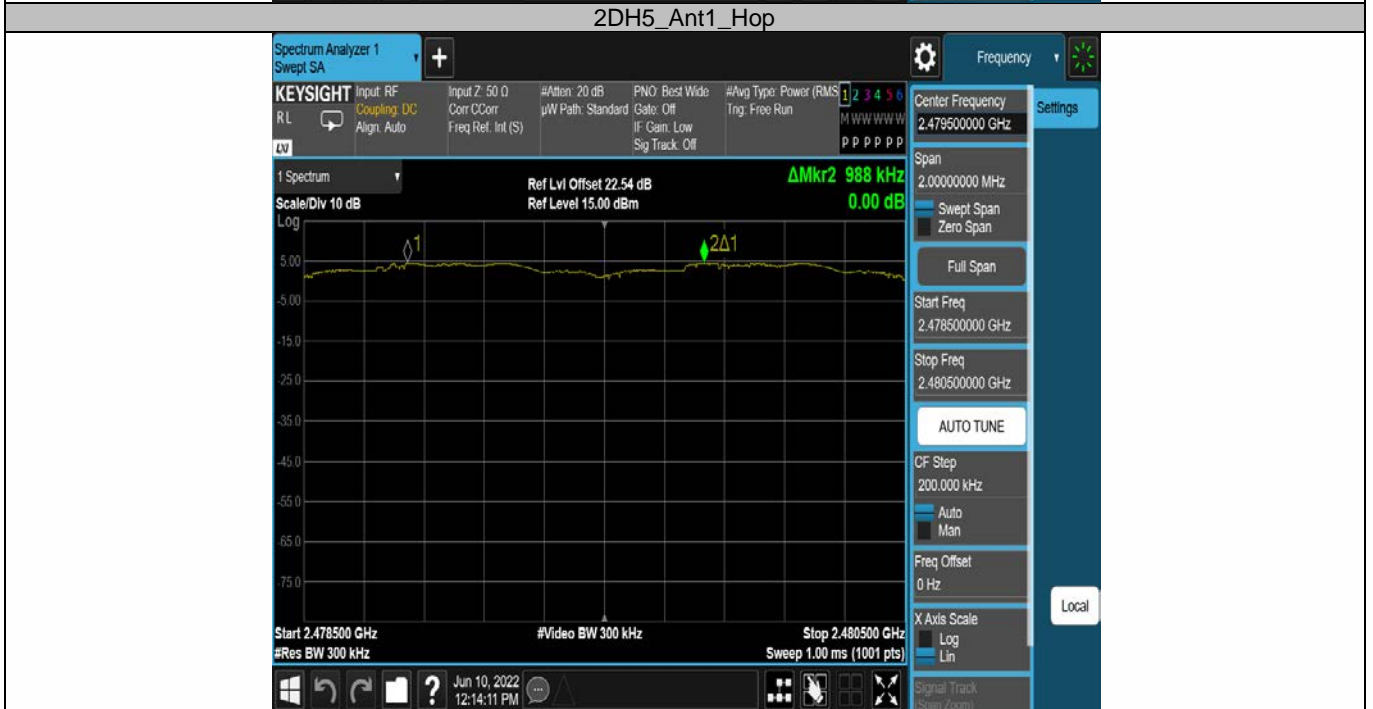 2DH5_Ant1_Hop
Spectrum Analyzer 1
Swept SA
+
Frequency
KEYSIGHT
RL
Input: RF
Coupling: DC
Align: Auto
Input Z: 50 Ω
Corr CCorr
Freq Ref: Int (S)
#Atten: 20 dB
µW Path: Standard
PNO: Best Wide
Gate: Off
IF Gain: Low
Sig Track: Off
#Avg Type: Power (RMS
Trig: Free Run
1 2 3 4 5 6
M W W W W W
P P P P P P
Center Frequency
2.479500000 GHz
Settings
1 Spectrum
Scale/Div 10 dB
Log
Ref Lvl Offset 22.54 dB
Ref Level 15.00 dBm
ΔMkr2 988 kHz
0.00 dB
1
2Δ1
5.00
-5.00
-15.0
-25.0
-35.0
-45.0
-55.0
-65.0
-75.0
Start 2.478500 GHz
#Res BW 300 kHz
#Video BW 300 kHz
Stop 2.480500 GHz
Sweep 1.00 ms (1001 pts)
Span
2.00000000 MHz
Swept Span
Zero Span
Full Span
Start Freq
2.478500000 GHz
Stop Freq
2.480500000 GHz
AUTO TUNE
CF Step
200.000 kHz
Auto
Man
Freq Offset
0 Hz
X Axis Scale
Log
Lin
Signal Track
(Span Zoom)
Local
?
Jun 10, 2022
12:14:11 PM